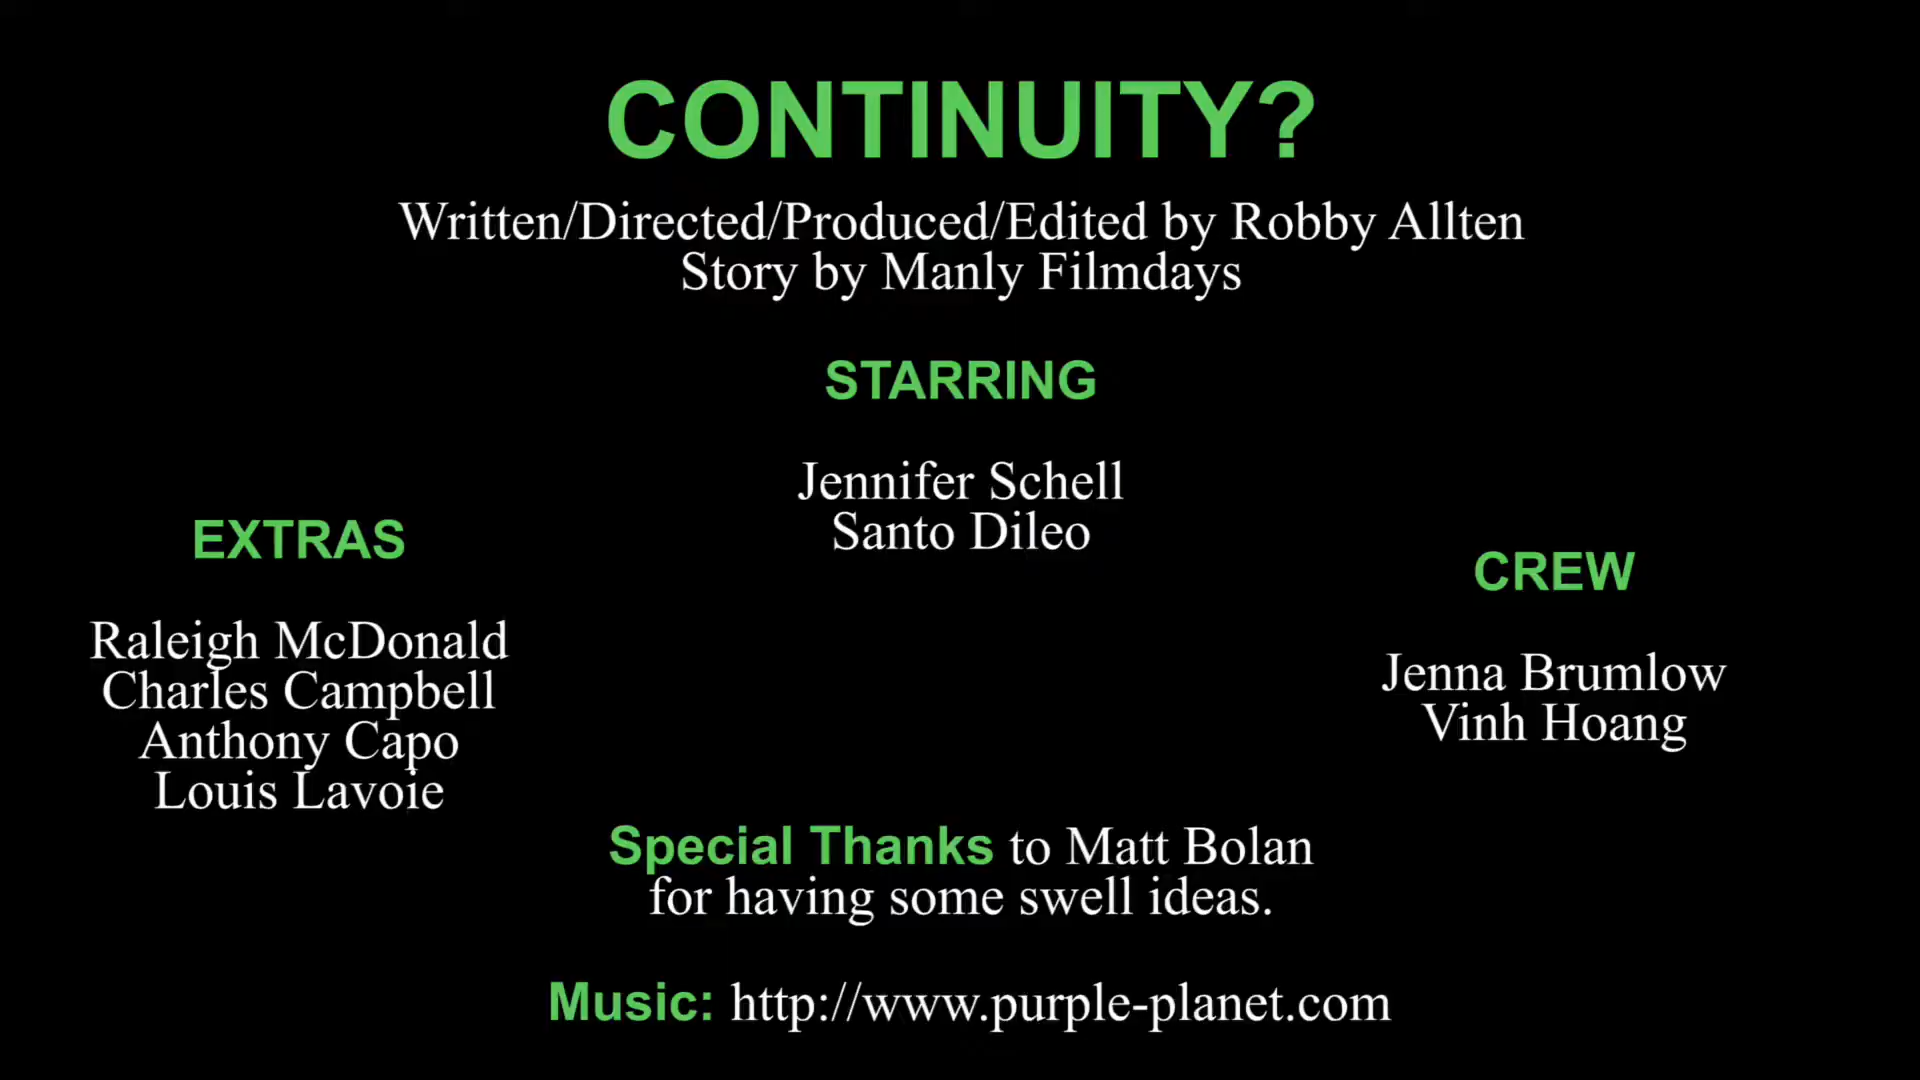 CONTINUITY?
Written/Directed/Produced/Edited by Robby Allten
Story by Manly Filmdays
STARRING
Jennifer Schell
Santo Dileo
EXTRAS
Raleigh McDonald
Charles Campbell
Anthony Capo
Louis Lavoie
CREW
Jenna Brumlow
Vinh Hoang
Special Thanks to Matt Bolan
for having some swell ideas.
Music: http://www.purple-planet.com